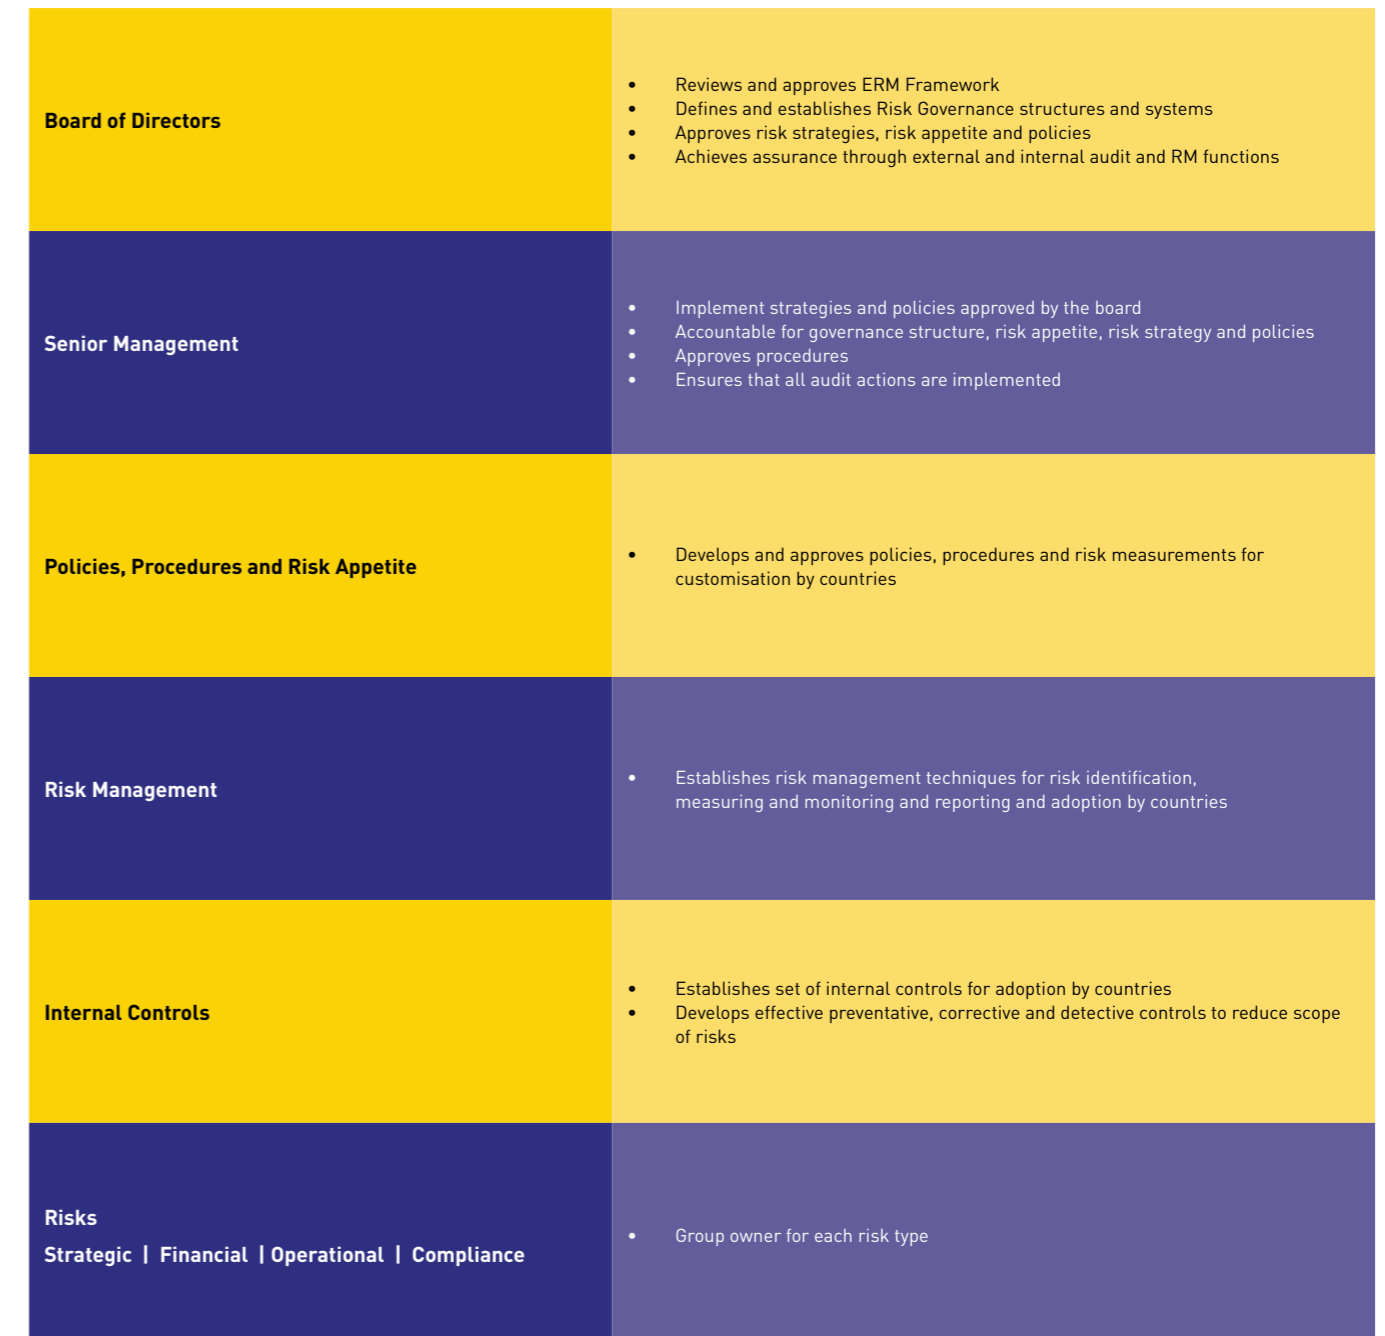 Board of Directors
• Reviews and approves ERM Framework
• Defines and establishes Risk Governance structures and systems
• Approves risk strategies, risk appetite and policies
• Achieves assurance through external and internal audit and RM functions
Senior Management
• Implement strategies and policies approved by the board
• Accountable for governance structure, risk appetite, risk strategy and policies
• Approves procedures
• Ensures that all audit actions are implemented
Policies, Procedures and Risk Appetite
• Develops and approves policies, procedures and risk measurements for
customisation by countries
Risk Management
• Establishes risk management techniques for risk identification,
measuring and monitoring and reporting and adoption by countries
Internal Controls
• Establishes set of internal controls for adoption by countries
• Develops effective preventative, corrective and detective controls to reduce scope
of risks
Risks
Strategic | Financial | Operational | Compliance
• Group owner for each risk type